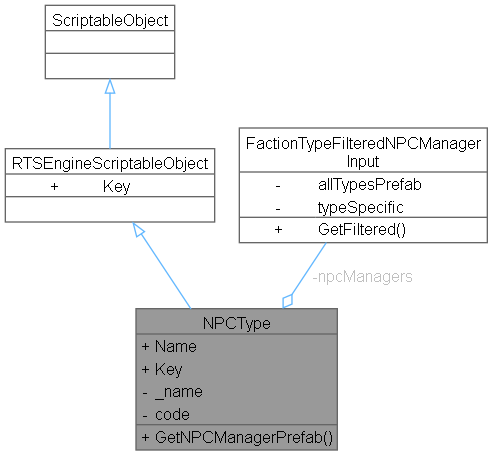 ScriptableObject
RTSEngineScriptableObject
+ Key
FactionTypeFilteredNPCManager
Input
- allTypesPrefab
- typeSpecific
+ GetFiltered()
-npcManagers
NPCType
+ Name
+ Key
- _name
- code
+ GetNPCManagerPrefab()